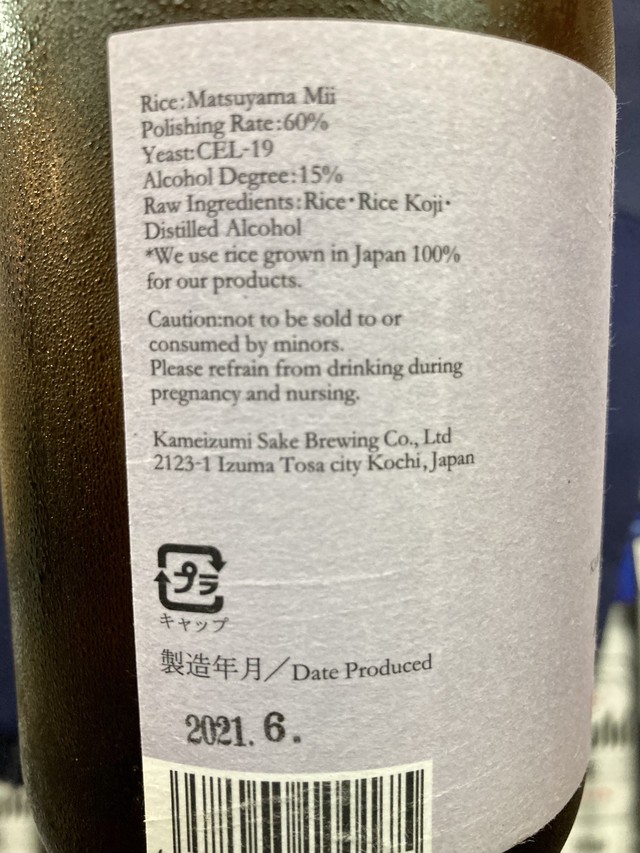 Rice:Matsuyama Mii
Polishing Rate:60%
Yeast:CEL-19
Alcohol Degree:15%
Raw Ingredients:Rice・Rice Koji・
Distilled Alcohol
*We use rice grown in Japan 100%
for our products.
Caution:not to be sold to or
consumed by minors.
Please refrain from drinking during
pregnancy and nursing.
Kameizumi Sake Brewing Co., Ltd
2123-1 Izuma Tosa city Kochi,Japan
プラ
キャップ
製造年月/Date Produced
2021. 6.